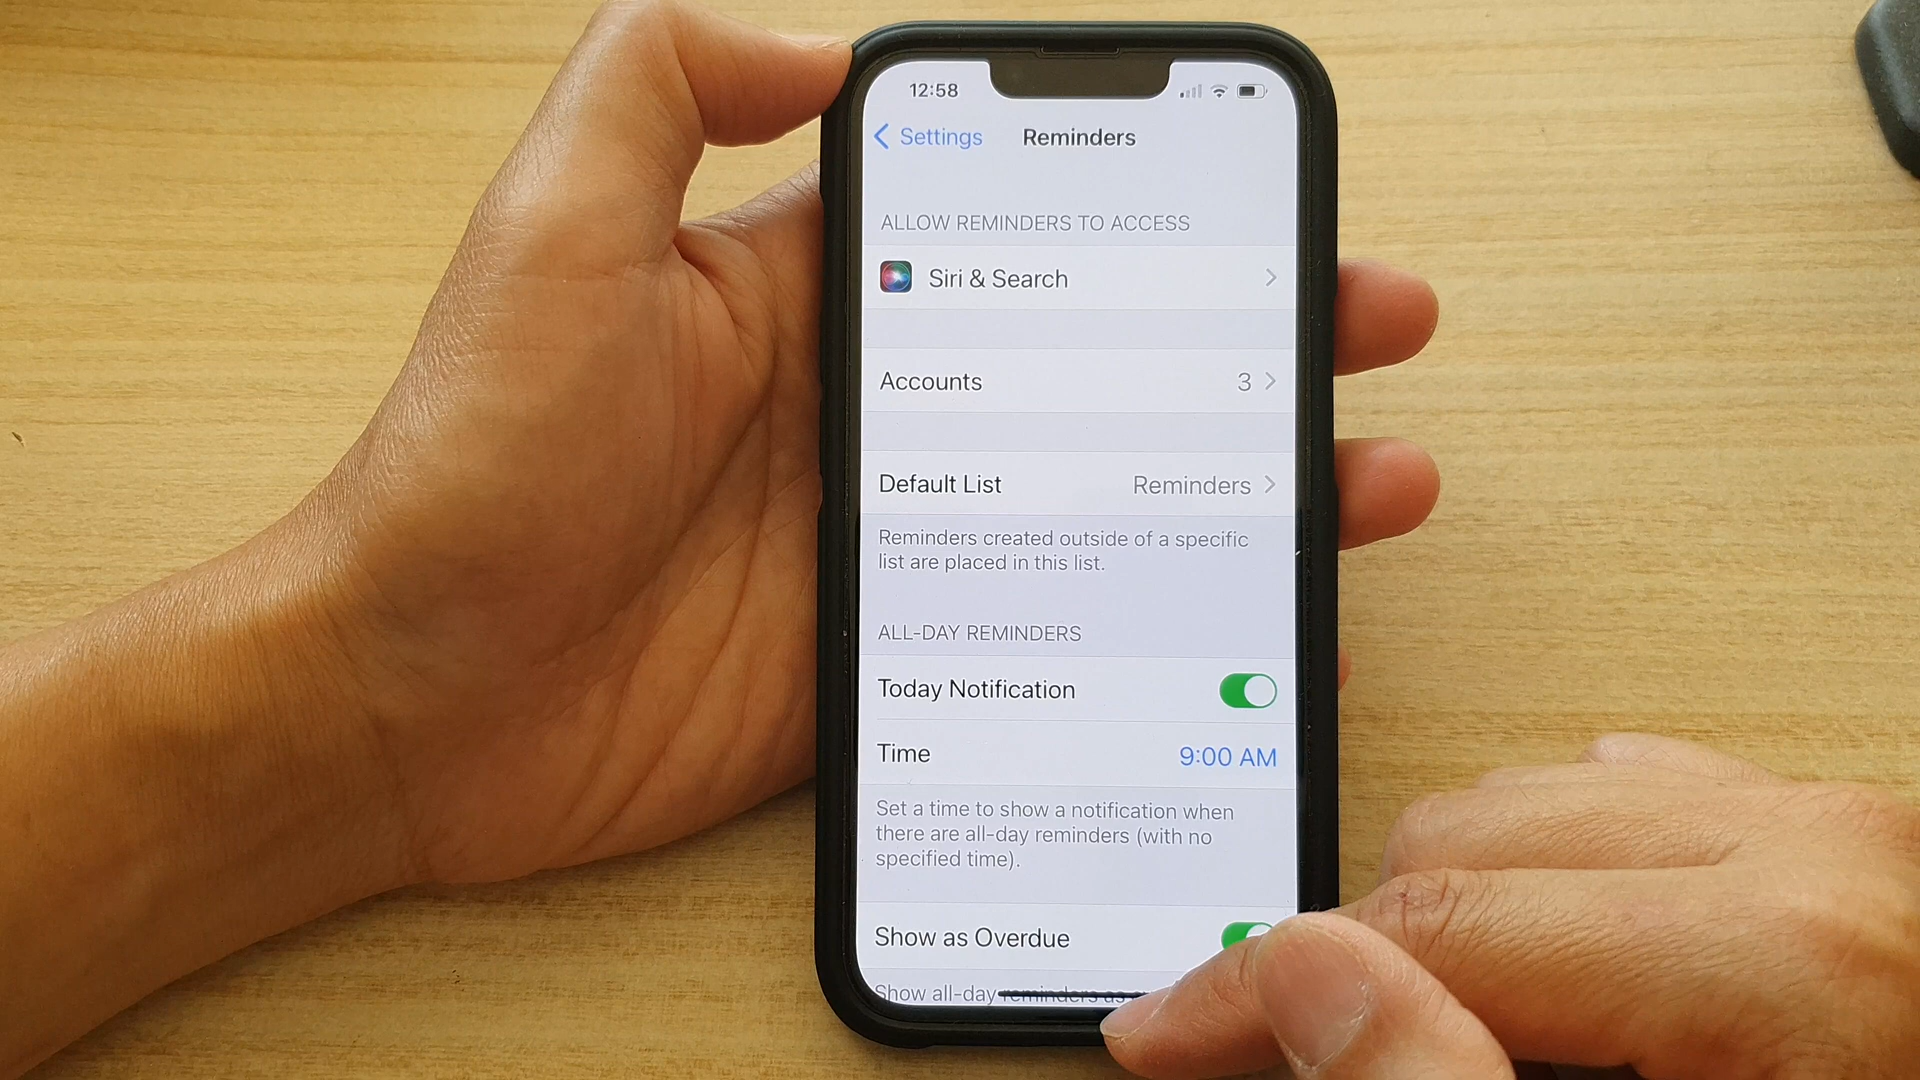 12:58
Settings
Reminders
ALLOW REMINDERS TO ACCESS
Siri & Search
Accounts 3
Default List Reminders
Reminders created outside of a specific
list are placed in this list.
ALL-DAY REMINDERS
Today Notification
Time 9:00 AM
Set a time to show a notification when
there are all-day reminders (with no
specified time).
Show as Overdue
Show all-day reminders as